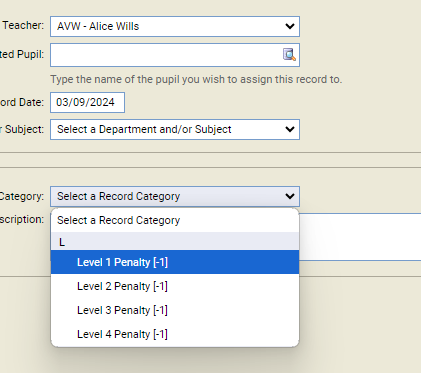 Teacher: AVW - Alice Wills
ted Pupil:
Type the name of the pupil you wish to assign this record to.
ord Date: 03/09/2024
r Subject: Select a Department and/or Subject
Category: Select a Record Category
scription: Select a Record Category
L
Level 1 Penalty [-1]
Level 2 Penalty [-1]
Level 3 Penalty [-1]
Level 4 Penalty [-1]